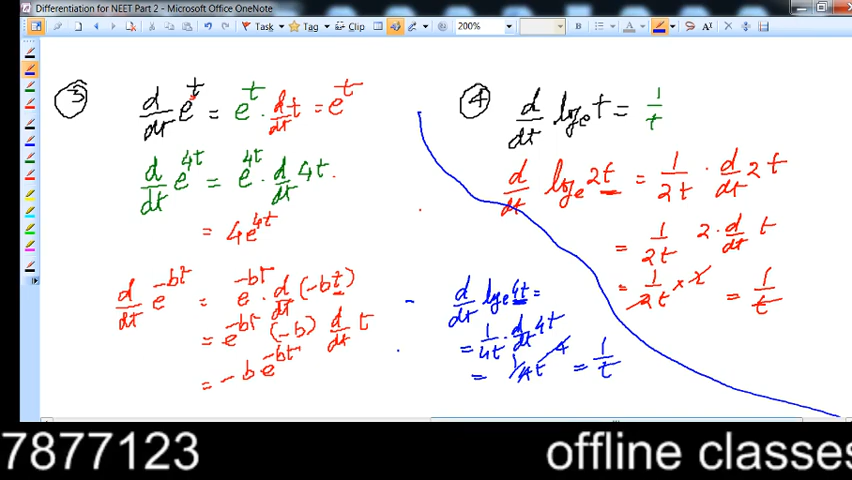 Differentiation for NEET Part 2 - Microsoft Office OneNote
Task Tag Clip 200% B
③ d/dt e^t = e^t · d/dt t = e^t
d/dt e^4t = e^4t · d/dt 4t
= 4e^4t
d/dt e^-bt = e^-bt · d/dt (-bt)
= e^-bt (-b) d/dt t
= -b e^-bt
④ d/dt log_e t = 1/t
d/dt log_e 2t = 1/2t · d/dt 2t
= 1/2t 2 · d/dt t
= 1/2t × 2 = 1/t
d/dt log_e 4t =
= 1/4t · d/dt 4t
= 1/4t 4 = 1/t
7877123 offline classes